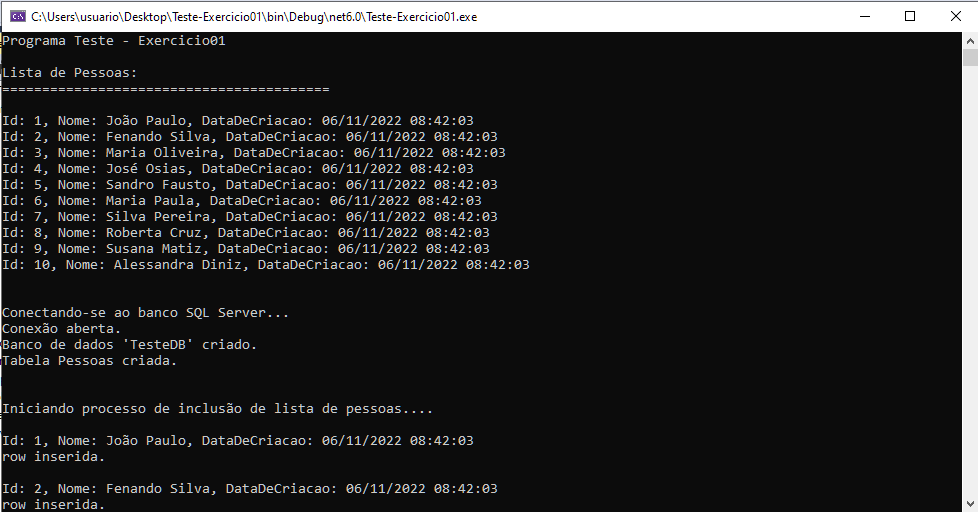 C:\Users\usuario\Desktop\Teste-Exercicio01\bin\Debug\net6.0\Teste-Exercicio01.exe
Programa Teste - Exercicio01
Lista de Pessoas:
=========================================
Id: 1, Nome: João Paulo, DataDeCriacao: 06/11/2022 08:42:03
Id: 2, Nome: Fenando Silva, DataDeCriacao: 06/11/2022 08:42:03
Id: 3, Nome: Maria Oliveira, DataDeCriacao: 06/11/2022 08:42:03
Id: 4, Nome: José Osias, DataDeCriacao: 06/11/2022 08:42:03
Id: 5, Nome: Sandro Fausto, DataDeCriacao: 06/11/2022 08:42:03
Id: 6, Nome: Maria Paula, DataDeCriacao: 06/11/2022 08:42:03
Id: 7, Nome: Silva Pereira, DataDeCriacao: 06/11/2022 08:42:03
Id: 8, Nome: Roberta Cruz, DataDeCriacao: 06/11/2022 08:42:03
Id: 9, Nome: Susana Matiz, DataDeCriacao: 06/11/2022 08:42:03
Id: 10, Nome: Alessandra Diniz, DataDeCriacao: 06/11/2022 08:42:03
Conectando-se ao banco SQL Server...
Conexão aberta.
Banco de dados 'TesteDB' criado.
Tabela Pessoas criada.
Iniciando processo de inclusão de lista de pessoas....
Id: 1, Nome: João Paulo, DataDeCriacao: 06/11/2022 08:42:03
row inserida.
Id: 2, Nome: Fenando Silva, DataDeCriacao: 06/11/2022 08:42:03
row inserida.